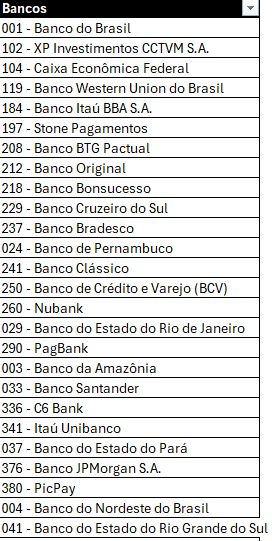 Bancos
001 - Banco do Brasil
102 - XP Investimentos CCTVM S.A.
104 - Caixa Econômica Federal
119 - Banco Western Union do Brasil
184 - Banco Itaú BBA S.A.
197 - Stone Pagamentos
208 - Banco BTG Pactual
212 - Banco Original
218 - Banco Bonsucesso
229 - Banco Cruzeiro do Sul
237 - Banco Bradesco
024 - Banco de Pernambuco
241 - Banco Clássico
250 - Banco de Crédito e Varejo (BCV)
260 - Nubank
029 - Banco do Estado do Rio de Janeiro
290 - PagBank
003 - Banco da Amazônia
033 - Banco Santander
336 - C6 Bank
341 - Itaú Unibanco
037 - Banco do Estado do Pará
376 - Banco JPMorgan S.A.
380 - PicPay
004 - Banco do Nordeste do Brasil
041 - Banco do Estado do Rio Grande do Sul